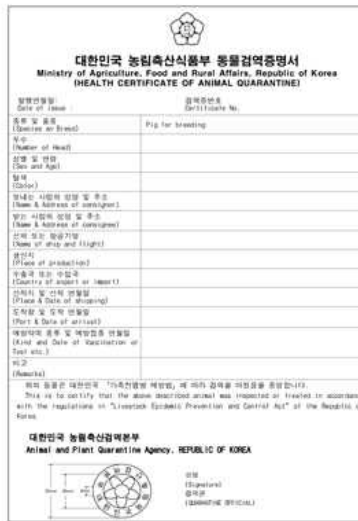 대한민국 농림축산식품부 동물검역증명서
Ministry of Agriculture, Food and Rural Affairs, Republic of Korea
(HEALTH CERTIFICATE OF ANIMAL QUARANTINE)
발행연월일: 검역증번호
Date of issue : Certificate No.
종류 및 품종
(Species or Breed) Pig for breeding
두수
(Number of Head)
성별 및 연령
(Sex and Age)
털색
(Color)
보내는 사람의 성명 및 주소
(Name & Address of consignor)
받는 사람의 성명 및 주소
(Name & Address of consignee)
선박 또는 항공기명
(Name of ship and flight)
생산지
(Place of production)
수출국 또는 수입국
(Country of export or import)
선적지 및 선적 연월일
(Place & Date of shipping)
도착항 및 도착 연월일
(Port & Date of arrival)
예방약의 종류 및 예방접종 연월일
(Kind and Date of Vaccination or
Test etc.)
비고
(Remarks)
위의 동물은 대한민국 「가축전염병 예방법」에 따라 검역을 마쳤음을 증명합니다.
This is to certify that the above described animal was inspected or treated in accordance
with the regulations in "Livestock Epidemic Prevention and Control Act" of the Republic of
Korea.
대한민국 농림축산검역본부
Animal and Plant Quarantine Agency, REPUBLIC OF KOREA
서명
(Signature)
검역관
(QUARANTINE OFFICIAL)